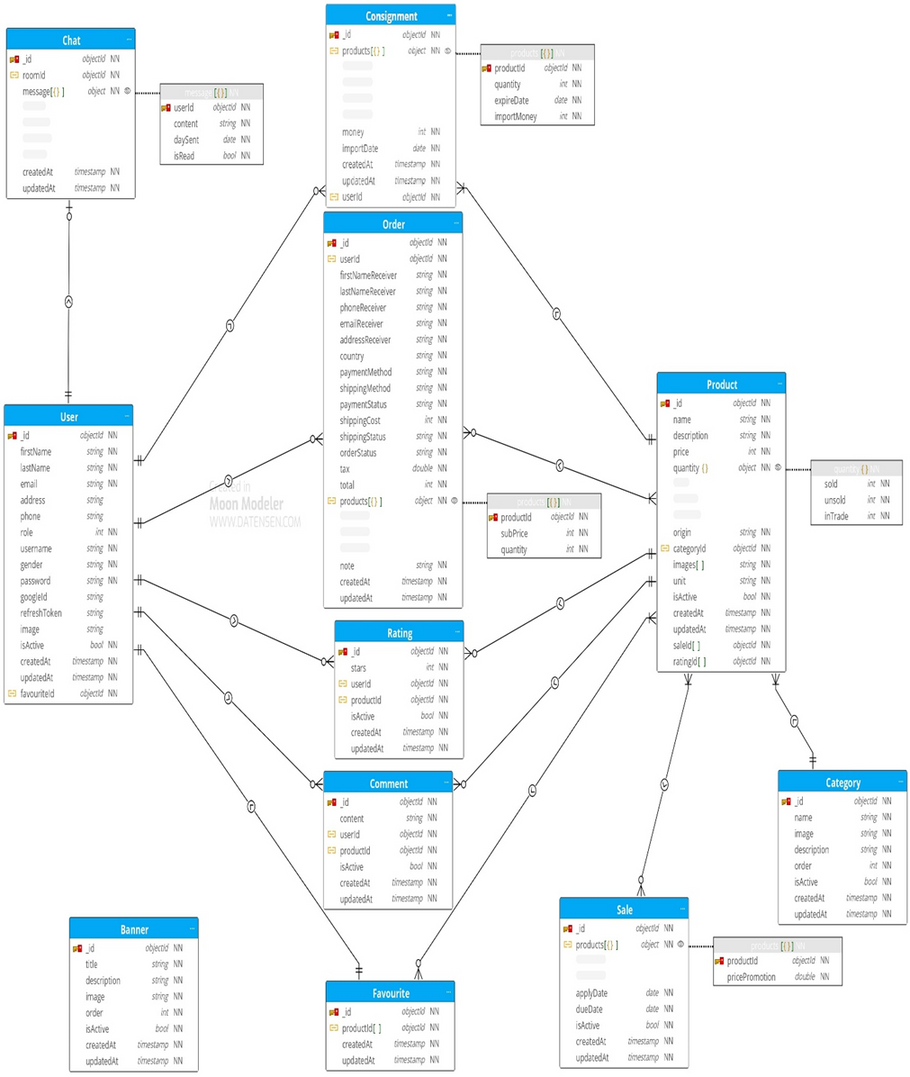 Chat
_id objectId NN
roomId objectId NN
message[{} ] object NN
createdAt timestamp NN
updatedAt timestamp NN
message[{}]
userId objectId NN
content string NN
daySent date NN
isRead bool NN
Consignment
_id objectId NN
products[{} ] object NN
money int NN
importDate date NN
createdAt timestamp NN
updatedAt timestamp NN
userId objectId NN
products[{}]
productId objectId NN
quantity int NN
expireDate date NN
importMoney int NN
Order
_id objectId NN
userId objectId NN
firstNameReceiver string NN
lastNameReceiver string NN
phoneReceiver string NN
emailReceiver string NN
addressReceiver string NN
country string NN
paymentMethod string NN
shippingMethod string NN
paymentStatus string NN
shippingCost int NN
shippingStatus string NN
orderStatus string NN
tax double NN
total int NN
products[{} ] object NN
note string NN
createdAt timestamp NN
updatedAt timestamp NN
products[{}]
productId objectId NN
subPrice int NN
quantity int NN
Created in
Moon Modeler
WWW.DATENSEN.COM
User
_id objectId NN
firstName string NN
lastName string NN
email string NN
address string
phone string
role int NN
username string NN
gender string NN
password string NN
googleId string
refreshToken string
image string
isActive bool NN
createdAt timestamp NN
updatedAt timestamp NN
favouriteId objectId NN
Product
_id objectId NN
name string NN
description string NN
price int NN
quantity {} object NN
origin string NN
categoryId objectId NN
images[ ] string NN
unit string NN
isActive bool NN
createdAt timestamp NN
updatedAt timestamp NN
saleId[ ] objectId NN
ratingId[ ] objectId NN
quantity{}
sold int NN
unsold int NN
inTrade int NN
Rating
_id objectId NN
stars int NN
userId objectId NN
productId objectId NN
isActive bool NN
createdAt timestamp NN
updatedAt timestamp NN
Comment
_id objectId NN
content string NN
userId objectId NN
productId objectId NN
isActive bool NN
createdAt timestamp NN
updatedAt timestamp NN
Category
_id objectId NN
name string NN
image string NN
description string NN
order int NN
isActive bool NN
createdAt timestamp NN
updatedAt timestamp NN
Banner
_id objectId NN
title string NN
description string NN
image string NN
order int NN
isActive bool NN
createdAt timestamp NN
updatedAt timestamp NN
Favourite
_id objectId NN
productId[ ] objectId NN
createdAt timestamp NN
updatedAt timestamp NN
Sale
_id objectId NN
products[{} ] object NN
applyDate date NN
dueDate date NN
isActive bool NN
createdAt timestamp NN
updatedAt timestamp NN
products[{}]
productId objectId NN
pricePromotion double NN